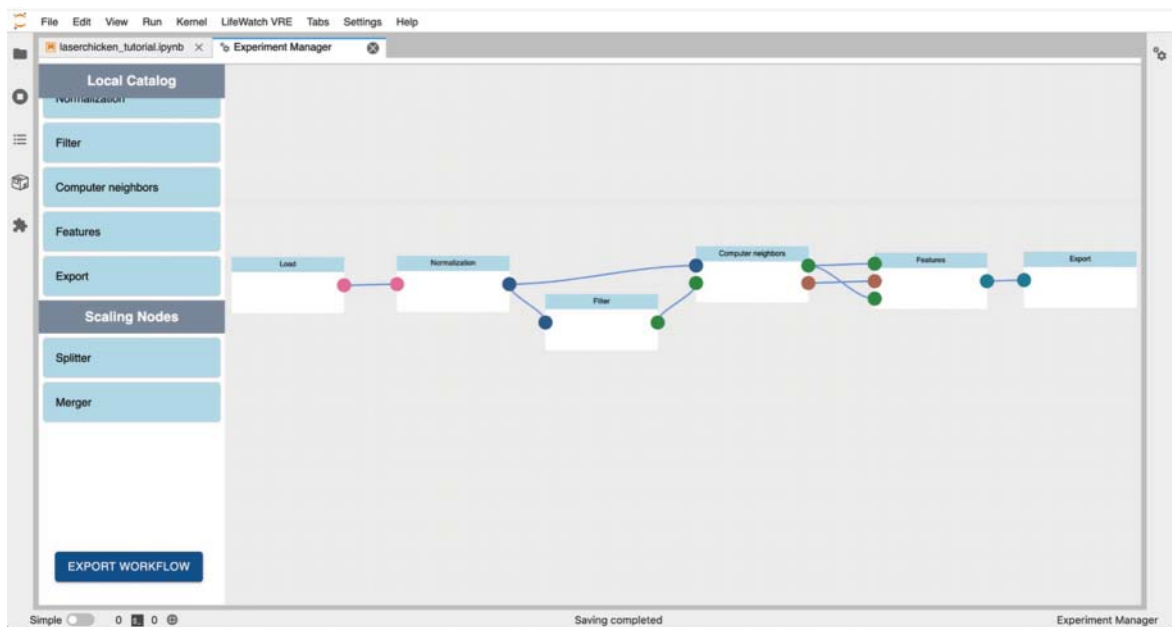 File Edit View Run Kernel LifeWatch VRE Tabs Settings Help
laserchicken_tutorial.ipynb Experiment Manager
Local Catalog
Normalization
Filter
Computer neighbors
Features
Export
Scaling Nodes
Splitter
Merger
EXPORT WORKFLOW
Load
Normalization
Filter
Computer neighbors
Features
Export
Simple 0 0 Saving completed Experiment Manager